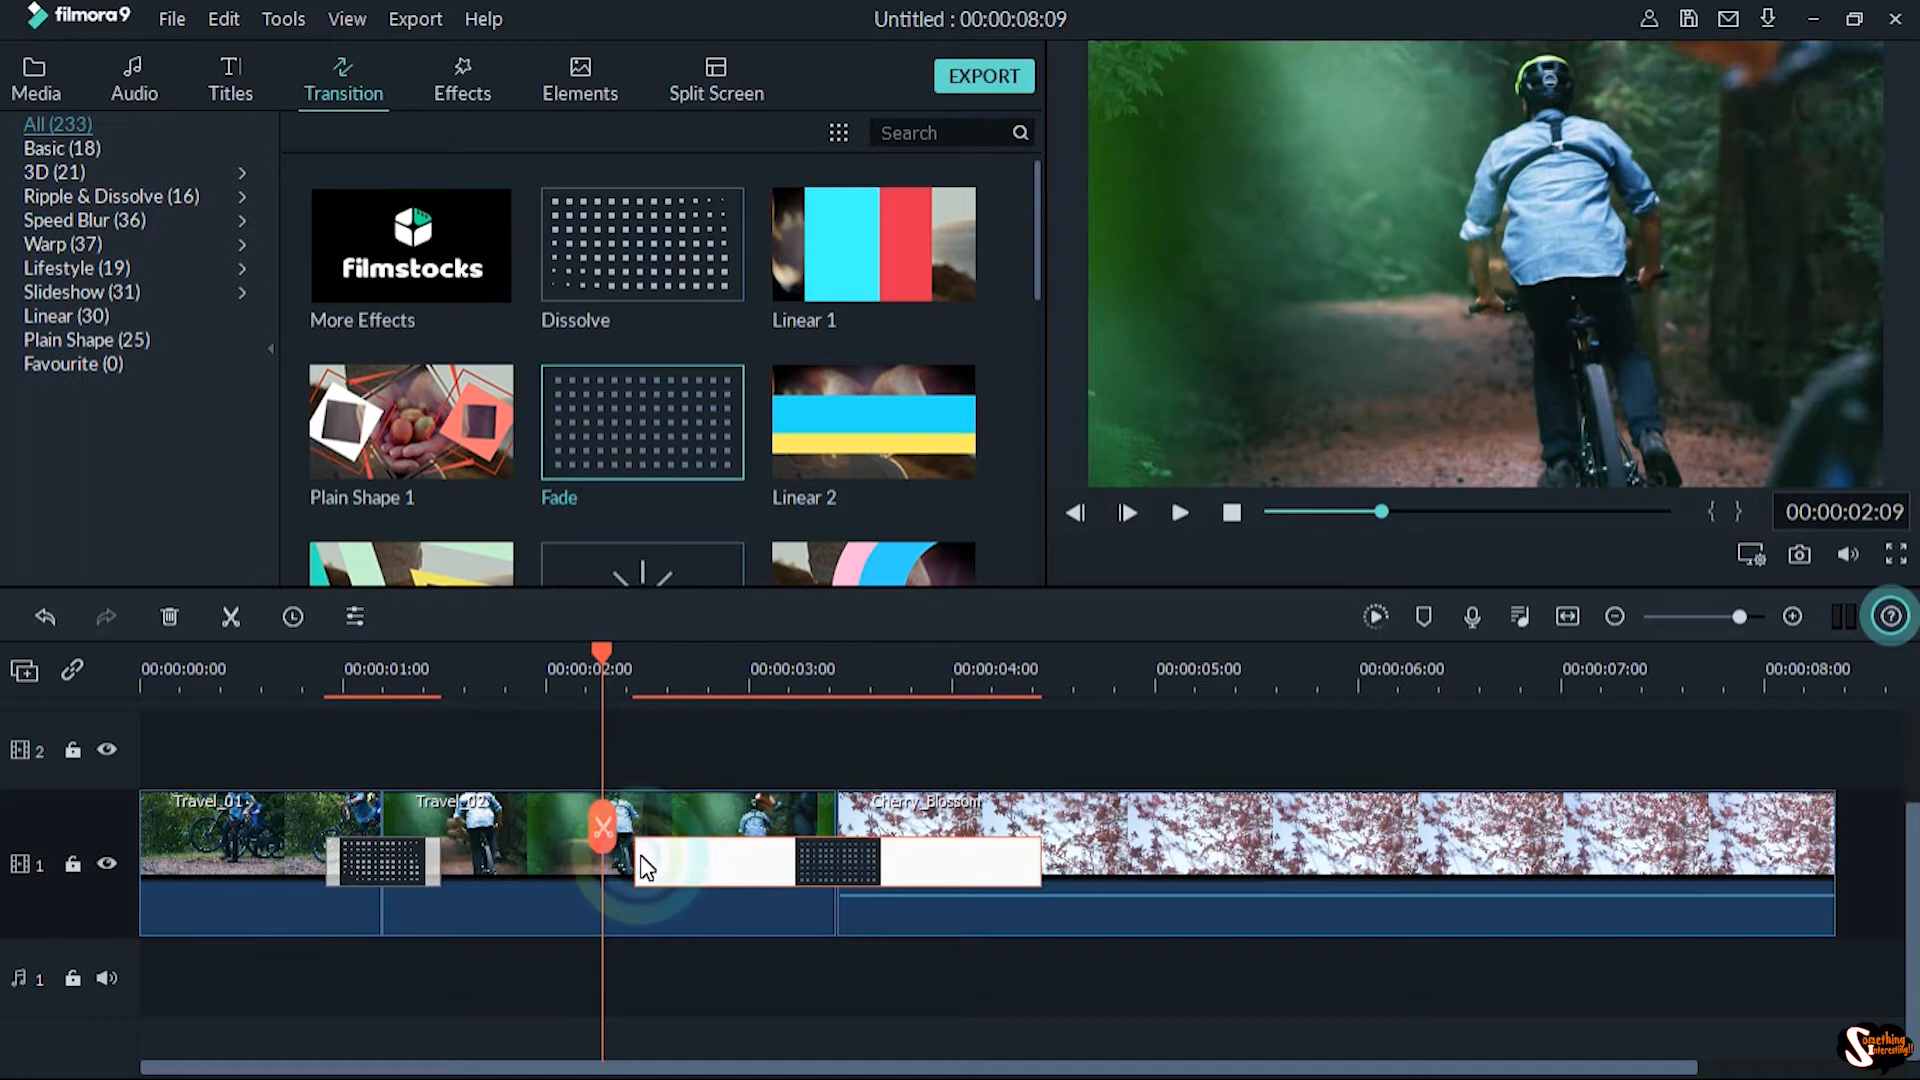 filmora9
File Edit Tools View Export Help
Untitled : 00:00:08:09
Media Audio Titles Transition Effects Elements Split Screen
EXPORT
All (233)
Basic (18)
3D (21)
Ripple & Dissolve (16)
Speed Blur (36)
Warp (37)
Lifestyle (19)
Slideshow (31)
Linear (30)
Plain Shape (25)
Favourite (0)
Search
filmstocks
More Effects Dissolve Linear 1
Plain Shape 1 Fade Linear 2
00:00:02:09
00:00:00:00 00:00:01:00 00:00:02:00 00:00:03:00 00:00:04:00 00:00:05:00 00:00:06:00 00:00:07:00 00:00:08:00
2
Travel_01 Travel_02 Cherry_Blossom
1
1
Something
Interesting!!